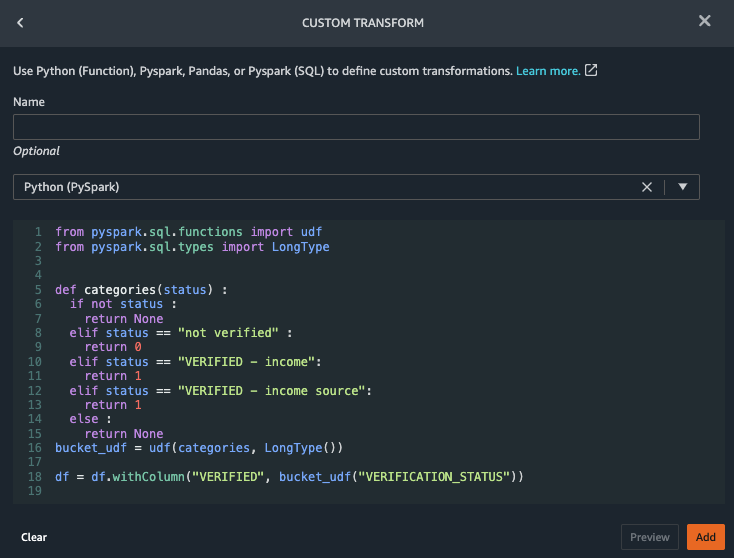 CUSTOM TRANSFORM
Use Python (Function), Pyspark, Pandas, or Pyspark (SQL) to define custom transformations. Learn more.
Name
Optional
Python (PySpark)
1 from pyspark.sql.functions import udf
2 from pyspark.sql.types import LongType
3
4
5 def categories(status) :
6   if not status :
7     return None
8   elif status == "not verified" :
9     return 0
10   elif status == "VERIFIED - income":
11     return 1
12   elif status == "VERIFIED - income source":
13     return 1
14   else :
15     return None
16 bucket_udf = udf(categories, LongType())
17
18 df = df.withColumn("VERIFIED", bucket_udf("VERIFICATION_STATUS"))
19
Clear
Preview
Add